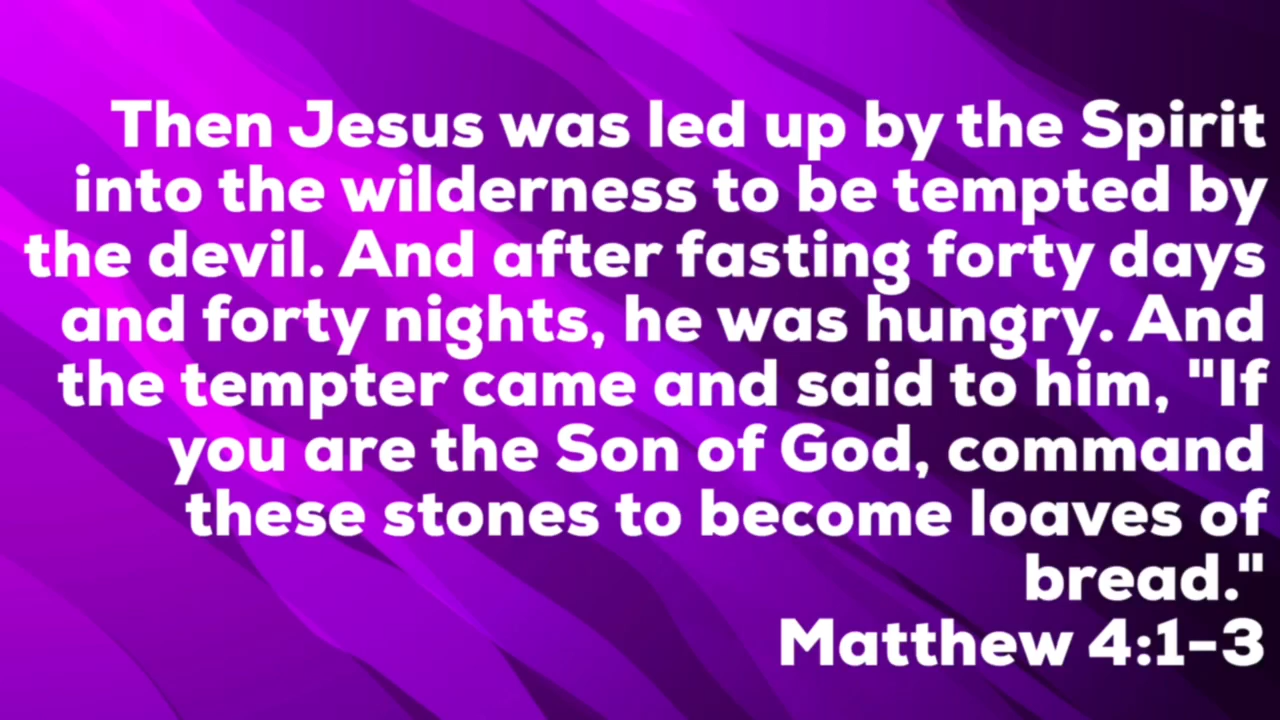 Then Jesus was led up by the Spirit
into the wilderness to be tempted by
the devil. And after fasting forty days
and forty nights, he was hungry. And
the tempter came and said to him, "If
you are the Son of God, command
these stones to become loaves of
bread."
Matthew 4:1-3